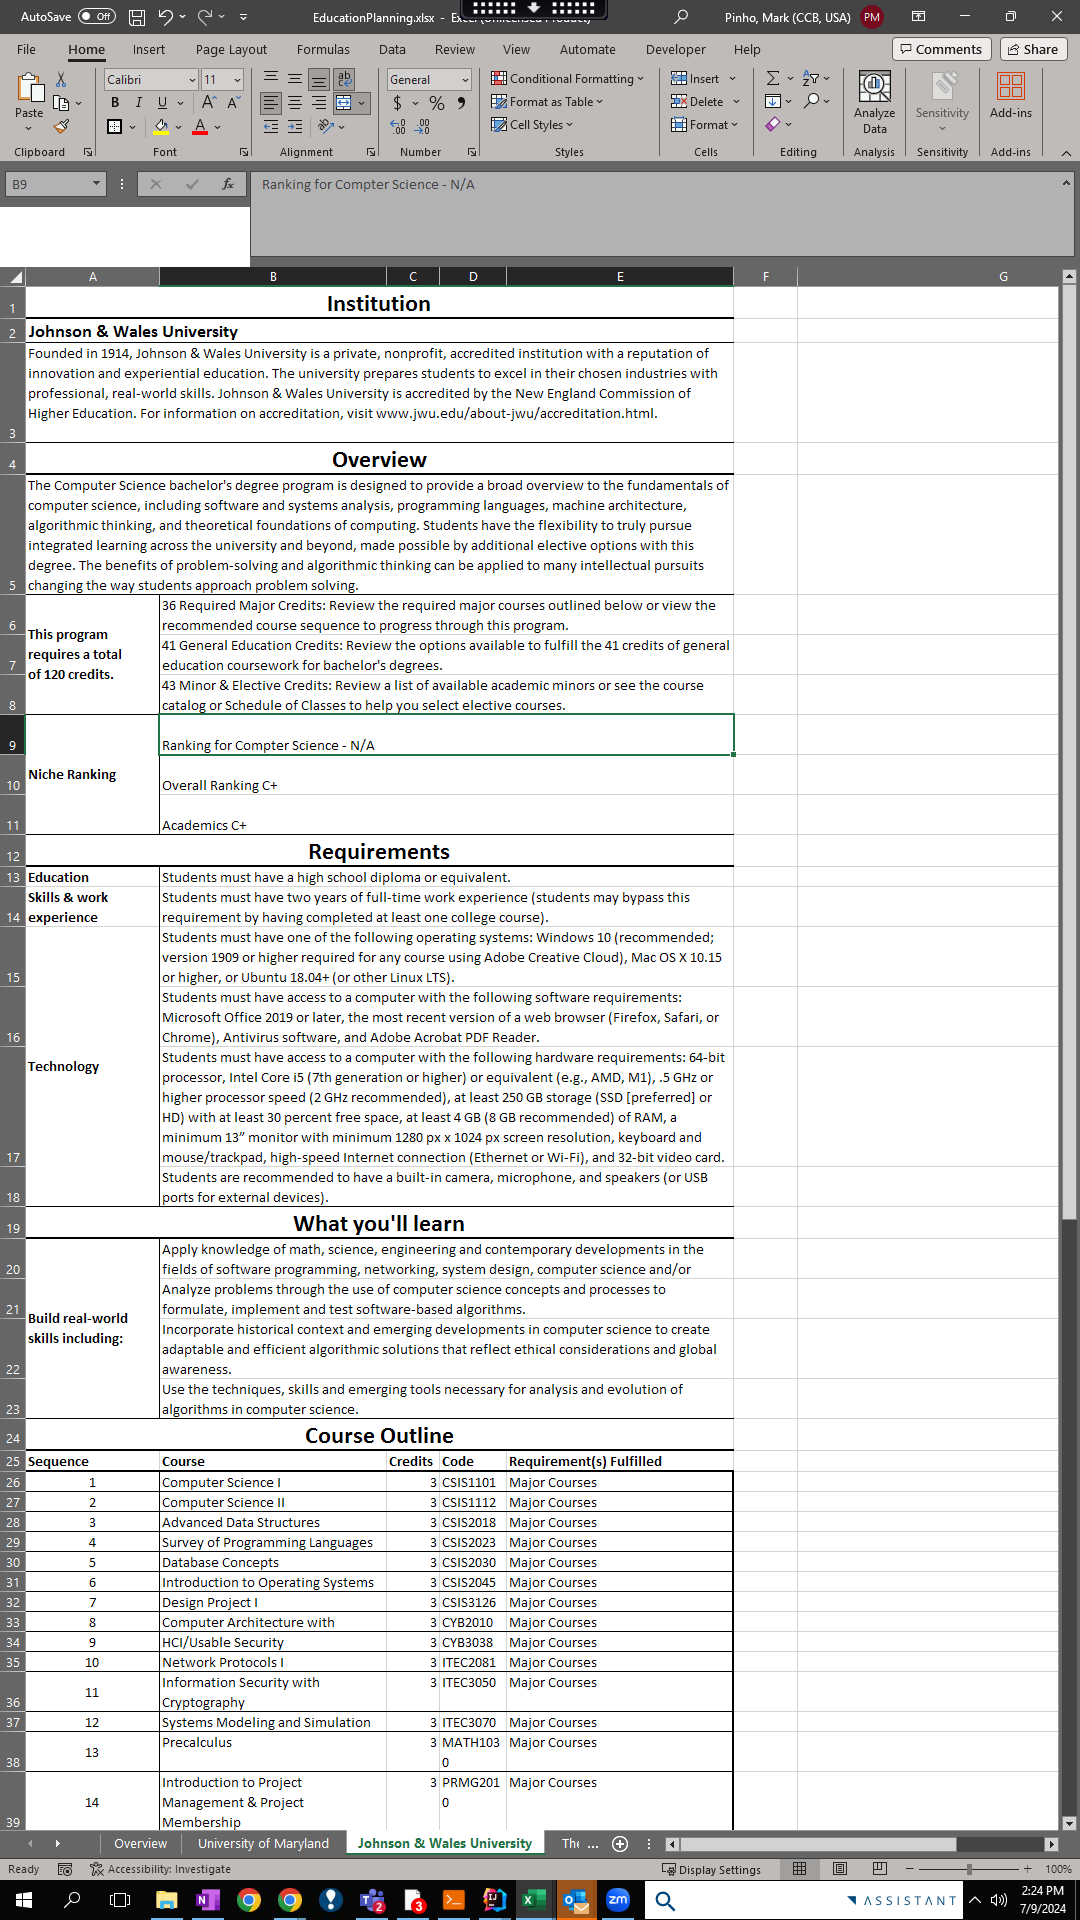 AutoSave Off EducationPlanning.xlsx - Pinho, Mark (CCB, USA) PM
File Home Insert Page Layout Formulas Data Review View Automate Developer Help Comments Share
Paste Calibri 11 General Conditional Formatting Insert
B I U $ % Format as Table Delete Analyze Data Sensitivity Add-ins
Cell Styles Format
Clipboard Font Alignment Number Styles Cells Editing Analysis Sensitivity Add-ins
B9 fx Ranking for Compter Science - N/A
A B C D E F G
1 Institution
2 Johnson & Wales University
Founded in 1914, Johnson & Wales University is a private, nonprofit, accredited institution with a reputation of
innovation and experiential education. The university prepares students to excel in their chosen industries with
professional, real-world skills. Johnson & Wales University is accredited by the New England Commission of
Higher Education. For information on accreditation, visit www.jwu.edu/about-jwu/accreditation.html.
3
4 Overview
The Computer Science bachelor's degree program is designed to provide a broad overview to the fundamentals of
computer science, including software and systems analysis, programming languages, machine architecture,
algorithmic thinking, and theoretical foundations of computing. Students have the flexibility to truly pursue
integrated learning across the university and beyond, made possible by additional elective options with this
degree. The benefits of problem-solving and algorithmic thinking can be applied to many intellectual pursuits
5 changing the way students approach problem solving.
This program requires a total of 120 credits.
36 Required Major Credits: Review the required major courses outlined below or view the
6 recommended course sequence to progress through this program.
41 General Education Credits: Review the options available to fulfill the 41 credits of general
7 education coursework for bachelor's degrees.
43 Minor & Elective Credits: Review a list of available academic minors or see the course
8 catalog or Schedule of Classes to help you select elective courses.
Niche Ranking
9 Ranking for Compter Science - N/A
10 Overall Ranking C+
11 Academics C+
12 Requirements
13 Education Students must have a high school diploma or equivalent.
Skills & work Students must have two years of full-time work experience (students may bypass this
14 experience requirement by having completed at least one college course).
Technology
Students must have one of the following operating systems: Windows 10 (recommended;
version 1909 or higher required for any course using Adobe Creative Cloud), Mac OS X 10.15
15 or higher, or Ubuntu 18.04+ (or other Linux LTS).
Students must have access to a computer with the following software requirements:
Microsoft Office 2019 or later, the most recent version of a web browser (Firefox, Safari, or
16 Chrome), Antivirus software, and Adobe Acrobat PDF Reader.
Students must have access to a computer with the following hardware requirements: 64-bit
processor, Intel Core i5 (7th generation or higher) or equivalent (e.g., AMD, M1), .5 GHz or
higher processor speed (2 GHz recommended), at least 250 GB storage (SSD [preferred] or
HD) with at least 30 percent free space, at least 4 GB (8 GB recommended) of RAM, a
minimum 13” monitor with minimum 1280 px x 1024 px screen resolution, keyboard and
17 mouse/trackpad, high-speed Internet connection (Ethernet or Wi-Fi), and 32-bit video card.
Students are recommended to have a built-in camera, microphone, and speakers (or USB
18 ports for external devices).
19 What you'll learn
Build real-world skills including:
Apply knowledge of math, science, engineering and contemporary developments in the
20 fields of software programming, networking, system design, computer science and/or
Analyze problems through the use of computer science concepts and processes to
21 formulate, implement and test software-based algorithms.
Incorporate historical context and emerging developments in computer science to create
adaptable and efficient algorithmic solutions that reflect ethical considerations and global
22 awareness.
Use the techniques, skills and emerging tools necessary for analysis and evolution of
23 algorithms in computer science.
24 Course Outline
25 Sequence Course Credits Code Requirement(s) Fulfilled
26 1 Computer Science I 3 CSIS1101 Major Courses
27 2 Computer Science II 3 CSIS1112 Major Courses
28 3 Advanced Data Structures 3 CSIS2018 Major Courses
29 4 Survey of Programming Languages 3 CSIS2023 Major Courses
30 5 Database Concepts 3 CSIS2030 Major Courses
31 6 Introduction to Operating Systems 3 CSIS2045 Major Courses
32 7 Design Project I 3 CSIS3126 Major Courses
33 8 Computer Architecture with 3 CYB2010 Major Courses
34 9 HCI/Usable Security 3 CYB3038 Major Courses
35 10 Network Protocols I 3 ITEC2081 Major Courses
36 11 Information Security with Cryptography 3 ITEC3050 Major Courses
37 12 Systems Modeling and Simulation 3 ITEC3070 Major Courses
38 13 Precalculus 3 MATH1030 Major Courses
39 14 Introduction to Project Management & Project Membership 3 PRMG2010 Major Courses
Overview University of Maryland Johnson & Wales University The ...
Ready Accessibility: Investigate Display Settings 100%
2 3 zm ASSISTANT 2:24 PM
7/9/2024